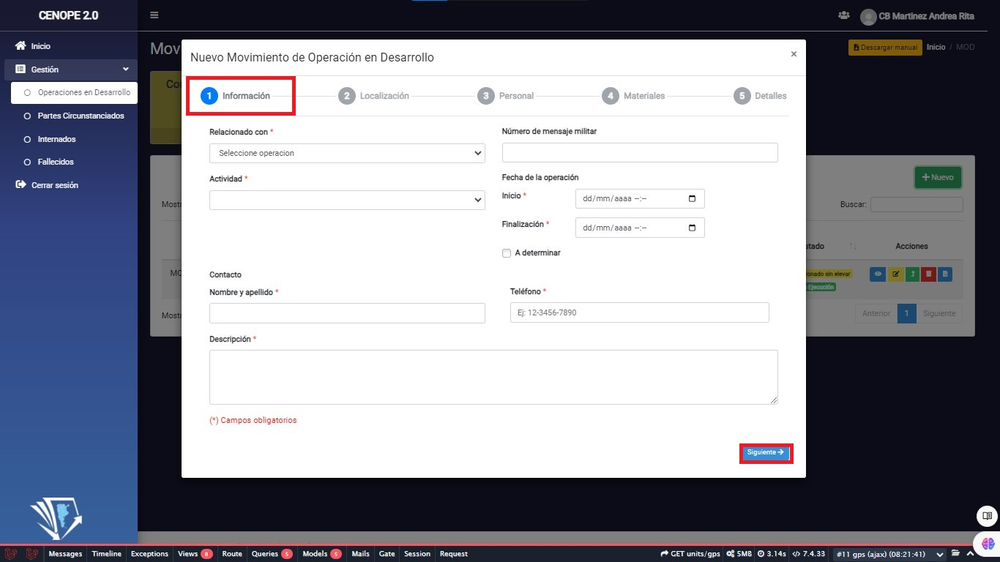 CENOPE 2.0
CB Martinez Andrea Rita
Inicio
Gestión
Operaciones en Desarrollo
Partes Circunstanciados
Internados
Fallecidos
Cerrar sesión
Mov
Descargar manual
Inicio / MOD
Nuevo Movimiento de Operación en Desarrollo
×
1 Información
2 Localización
3 Personal
4 Materiales
5 Detalles
Relacionado con *
Seleccione operacion
Número de mensaje militar
Actividad *
Fecha de la operación
Inicio *
dd/mm/aaaa --:--
Finalización *
dd/mm/aaaa --:--
A determinar
Contacto
Nombre y apellido *
Teléfono *
Ej: 12-3456-7890
Descripción *
(*) Campos obligatorios
Siguiente
Nuevo
Buscar:
Most
stado
Acciones
MO
ionado sin elevar
Ejecución
Most
Anterior
1
Siguiente
Messages
Timeline
Exceptions
Views 8
Route
Queries 5
Models 5
Mails
Gate
Session
Request
GET units/gps
5MB
3.14s
7.4.33
#11 gps (ajax) (08:21:41)